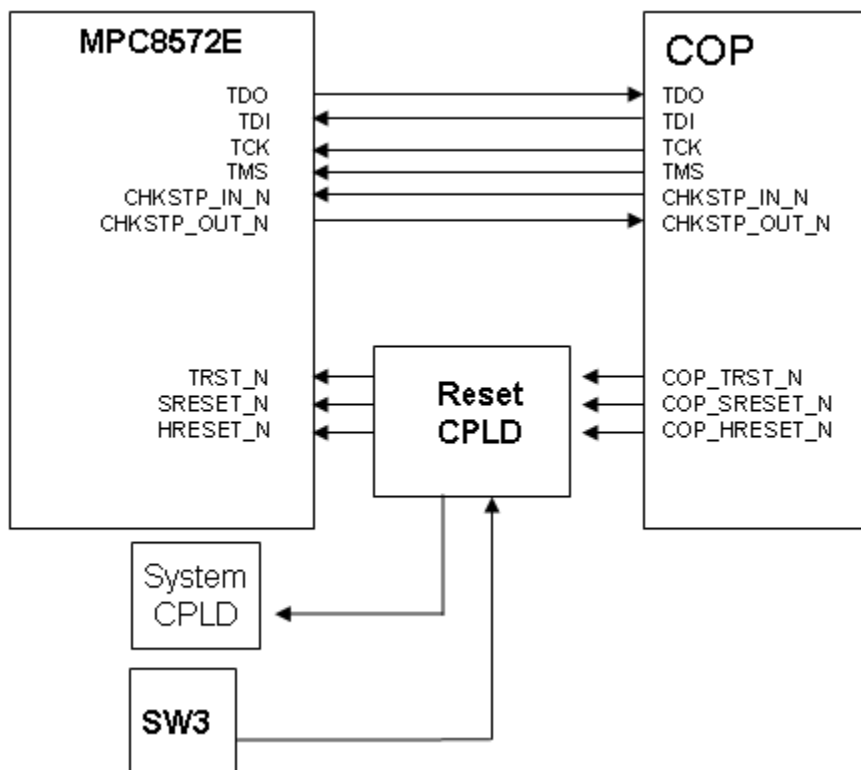 MPC8572E
TDO
TDI
TCK
TMS
CHKSTP_IN_N
CHKSTP_OUT_N
TRST_N
SRESET_N
HRESET_N
COP
TDO
TDI
TCK
TMS
CHKSTP_IN_N
CHKSTP_OUT_N
COP_TRST_N
COP_SRESET_N
COP_HRESET_N
Reset
CPLD
System
CPLD
SW3